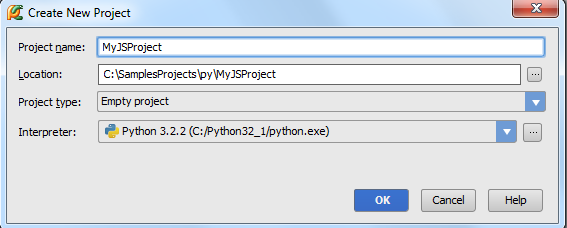 Create New Project
Project name: MyJSProject
Location: C:\SamplesProjects\py\MyJSProject ...
Project type: Empty project
Interpreter: Python 3.2.2 (C:/Python32_1/python.exe) ...
OK Cancel Help